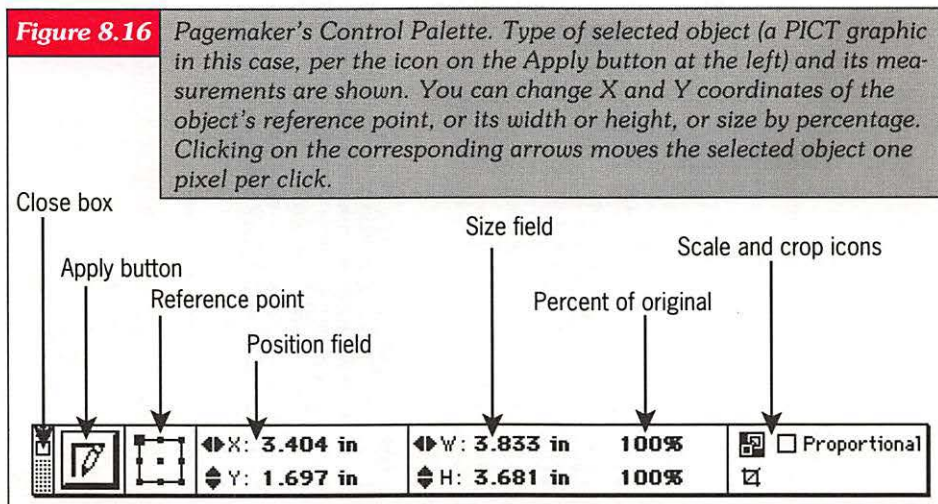 Figure 8.16
Pagemaker's Control Palette. Type of selected object (a PICT graphic
in this case, per the icon on the Apply button at the left) and its mea-
surements are shown. You can change X and Y coordinates of the
object's reference point, or its width or height, or size by percentage.
Clicking on the corresponding arrows moves the selected object one
pixel per click.
Close box
Apply button
Reference point
Position field
Size field
Percent of original
Scale and crop icons
X: 3.404 in
Y: 1.697 in
W: 3.833 in 100%
H: 3.681 in 100%
Proportional